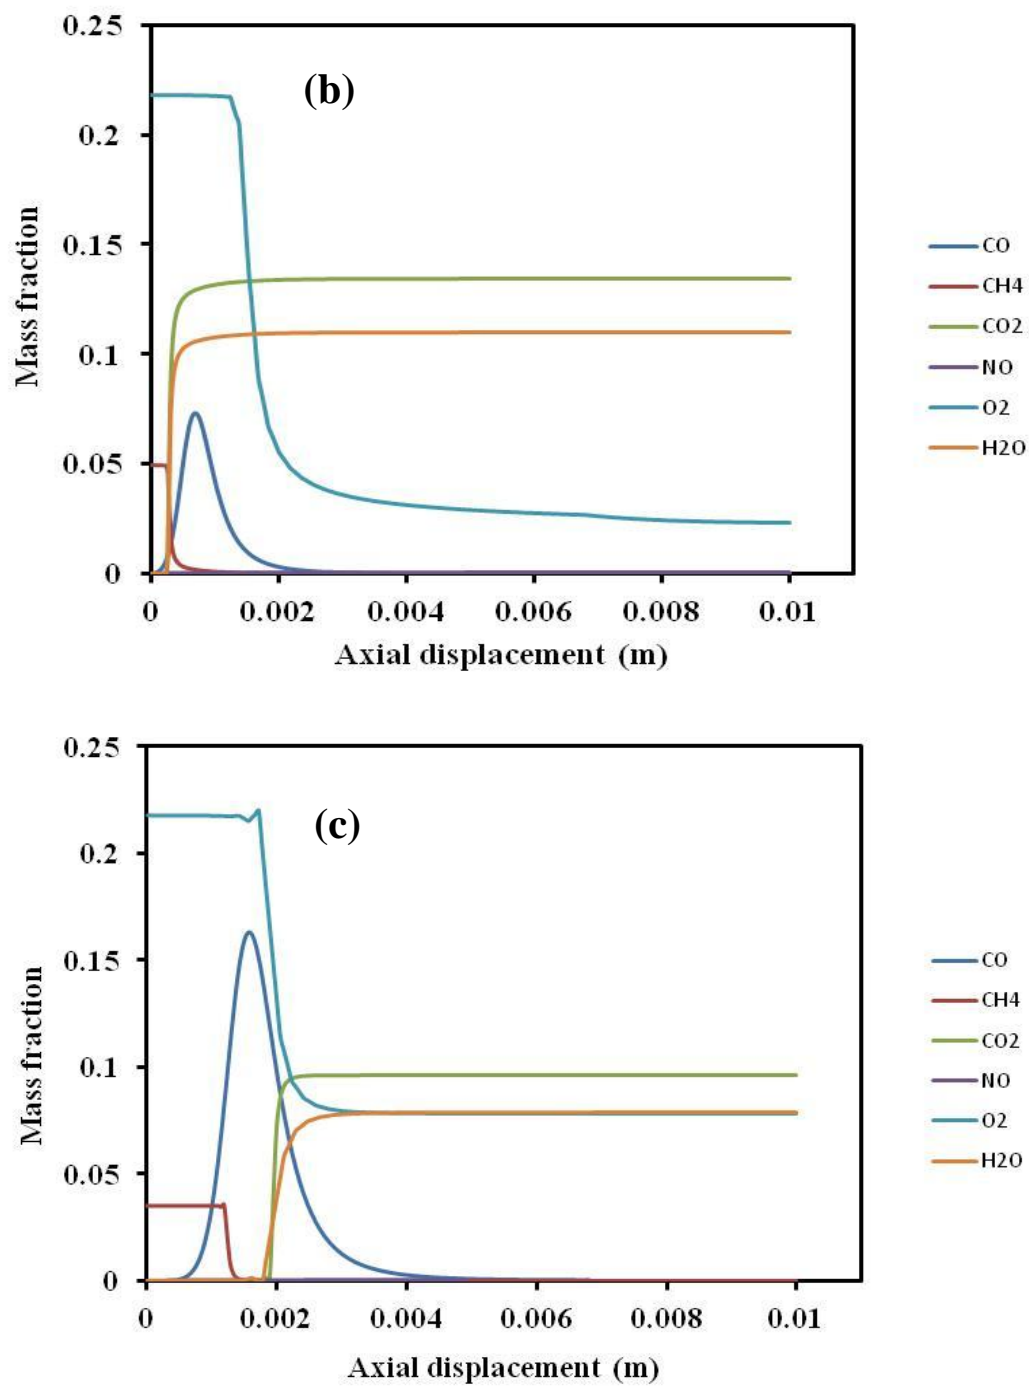 0.25
(b)
0.2
0.15
0.1
0.05
0
Mass fraction
0 0.002 0.004 0.006 0.008 0.01
Axial displacement (m)
CO
CH4
CO2
NO
O2
H2O
0.25
(c)
0.2
0.15
0.1
0.05
0
Mass fraction
0 0.002 0.004 0.006 0.008 0.01
Axial displacement (m)
CO
CH4
CO2
NO
O2
H2O